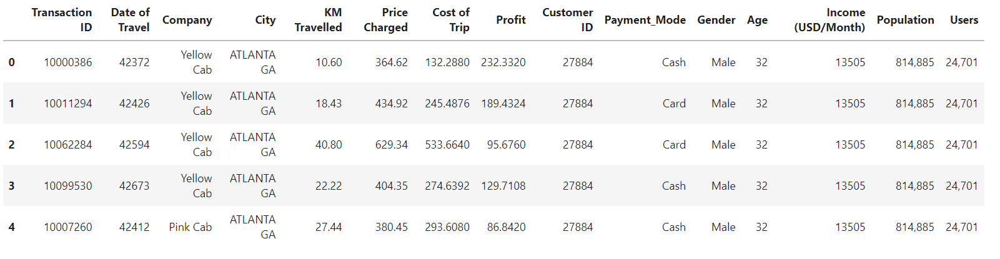 Transaction ID Date of Travel Company City KM Travelled Price Charged Cost of Trip Profit Customer ID Payment_Mode Gender Age Income (USD/Month) Population Users
0 10000386 42372 Yellow Cab ATLANTA GA 10.60 364.62 132.2880 232.3320 27884 Cash Male 32 13505 814,885 24,701
1 10011294 42426 Yellow Cab ATLANTA GA 18.43 434.92 245.4876 189.4324 27884 Card Male 32 13505 814,885 24,701
2 10062284 42594 Yellow Cab ATLANTA GA 40.80 629.34 533.6640 95.6760 27884 Card Male 32 13505 814,885 24,701
3 10099530 42673 Yellow Cab ATLANTA GA 22.22 404.35 274.6392 129.7108 27884 Cash Male 32 13505 814,885 24,701
4 10007260 42412 Pink Cab ATLANTA GA 27.44 380.45 293.6080 86.8420 27884 Cash Male 32 13505 814,885 24,701